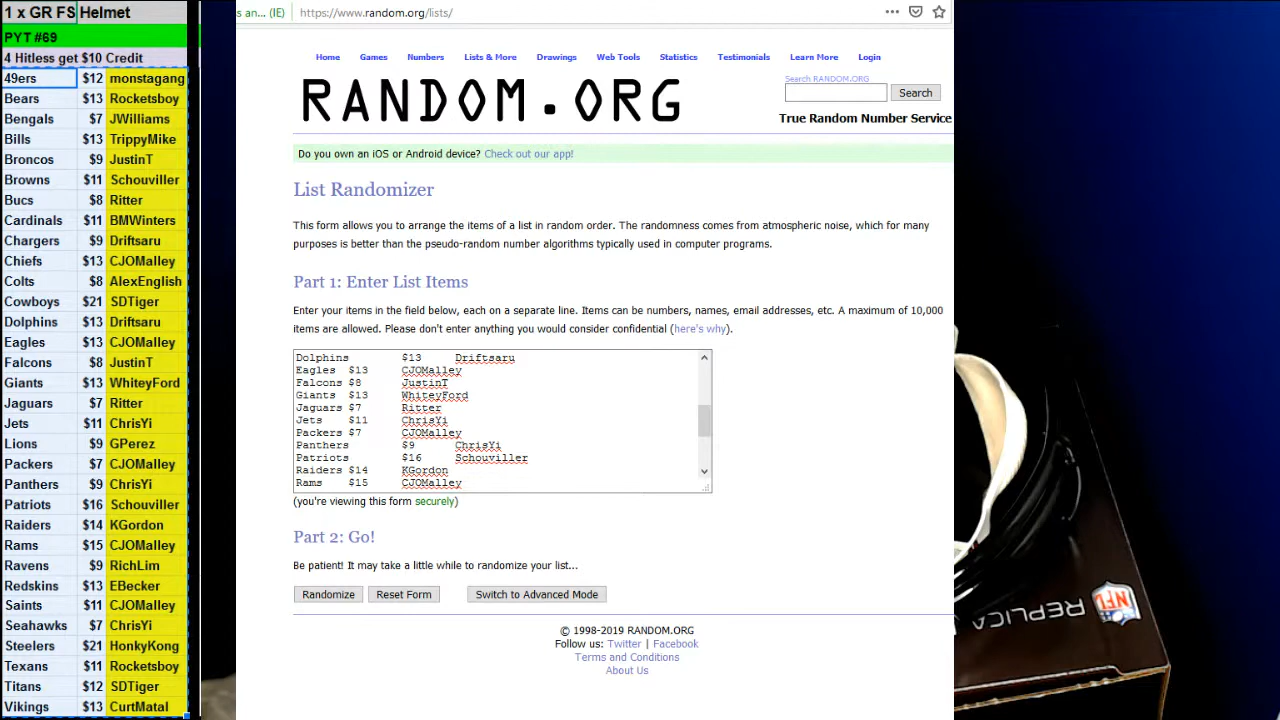 1 x GR FS Helmet
PYT #69
4 Hitless get $10 Credit
49ers $12 monstagang
Bears $13 Rocketsboy
Bengals $7 JWilliams
Bills $13 TrippyMike
Broncos $9 JustinT
Browns $11 Schouviller
Bucs $8 Ritter
Cardinals $11 BMWinters
Chargers $9 Driftsaru
Chiefs $13 CJOMalley
Colts $8 AlexEnglish
Cowboys $21 SDTiger
Dolphins $13 Driftsaru
Eagles $13 CJOMalley
Falcons $8 JustinT
Giants $13 WhiteyFord
Jaguars $7 Ritter
Jets $11 ChrisYi
Lions $9 GPerez
Packers $7 CJOMalley
Panthers $9 ChrisYi
Patriots $16 Schouviller
Raiders $14 KGordon
Rams $15 CJOMalley
Ravens $9 RichLim
Redskins $13 EBecker
Saints $11 CJOMalley
Seahawks $7 ChrisYi
Steelers $21 HonkyKong
Texans $11 Rocketsboy
Titans $12 SDTiger
Vikings $13 CurtMatal
s an... (IE) https://www.random.org/lists/
Home Games Numbers Lists & More Drawings Web Tools Statistics Testimonials Learn More Login
RANDOM.ORG
Search RANDOM.ORG
Search
True Random Number Service
Do you own an iOS or Android device? Check out our app!
List Randomizer
This form allows you to arrange the items of a list in random order. The randomness comes from atmospheric noise, which for many
purposes is better than the pseudo-random number algorithms typically used in computer programs.
Part 1: Enter List Items
Enter your items in the field below, each on a separate line. Items can be numbers, names, email addresses, etc. A maximum of 10,000
items are allowed. Please don't enter anything you would consider confidential (here's why).
Dolphins $13 Driftsaru
Eagles $13 CJOMalley
Falcons $8 JustinT
Giants $13 WhiteyFord
Jaguars $7 Ritter
Jets $11 ChrisYi
Packers $7 CJOMalley
Panthers $9 ChrisYi
Patriots $16 Schouviller
Raiders $14 KGordon
Rams $15 CJOMalley
(you're viewing this form securely)
Part 2: Go!
Be patient! It may take a little while to randomize your list...
Randomize Reset Form Switch to Advanced Mode
© 1998-2019 RANDOM.ORG
Follow us: Twitter | Facebook
Terms and Conditions
About Us
NFL
REPLICA